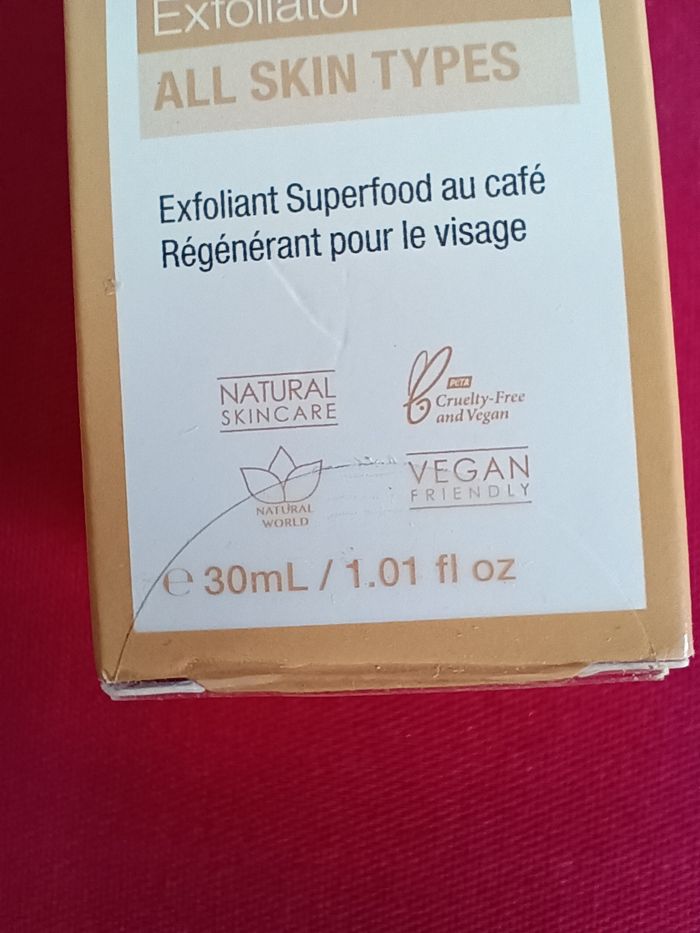 Exfoliator
ALL SKIN TYPES
Exfoliant Superfood au café
Régénérant pour le visage
NATURAL
SKINCARE
PETA
Cruelty-Free
and Vegan
NATURAL
WORLD
VEGAN
FRIENDLY
℮ 30mL / 1.01 fl oz